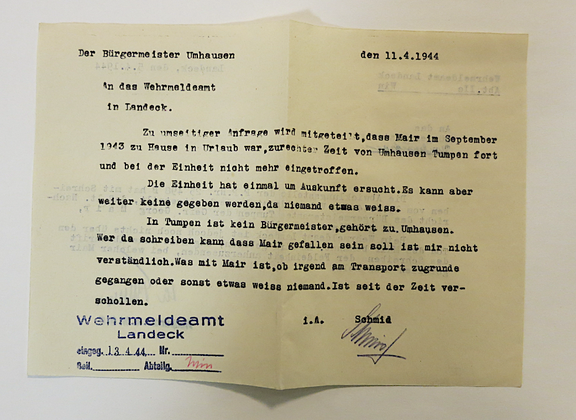 Der Bürgermeister Umhausen den 11.4.1944
An das Wehrmeldeamt
in Landeck.
Zu umseitiger Anfrage wird mitgeteilt,dass Mair im September
1943 zu Hause in Urlaub war,zurechter Zeit von Umhausen Tumpen fort
und bei der Einheit nicht mehr eingetroffen.
Die Einheit hat einmal um Auskunft ersucht.Es kann aber
weiter keine gegeben werden,da niemand etwas weiss.
In Tumpen ist kein Bürgermeister,gehört zu Umhausen.
Wer da schreiben kann dass Mair gefallen sein soll ist mir nicht
verständlich.Was mit Mair ist,ob irgend am Transport zugrunde
gegangen oder sonst etwas weiss niemand.Ist seit der Zeit ver-
schollen.
i.A. Schmid
Wehrmeldeamt
Landeck
eingeg. 13.4.44 Nr.
Beil. Abteilg.